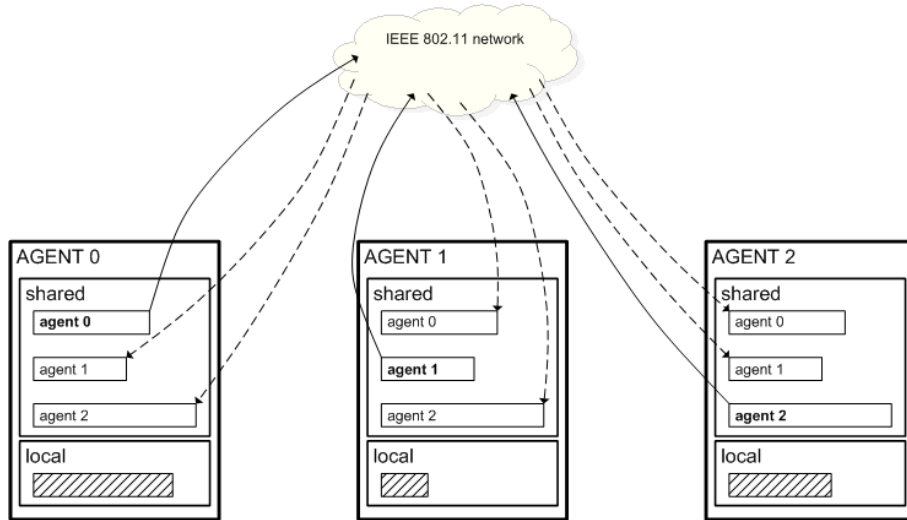 IEEE 802.11 network
AGENT 0
shared
agent 0
agent 1
agent 2
local
AGENT 1
shared
agent 0
agent 1
agent 2
local
AGENT 2
shared
agent 0
agent 1
agent 2
local